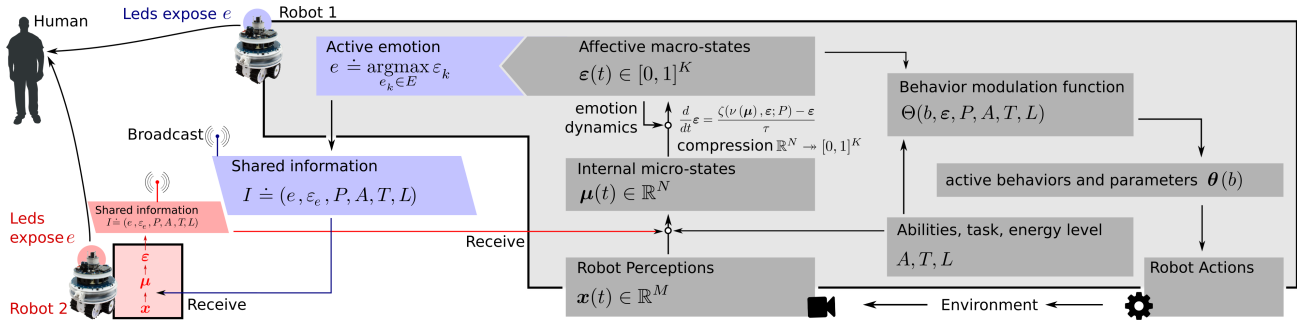 Human
Leds expose e
Robot 1
Active emotion
e ≐ argmax ε_k
e_k∈E
Affective macro-states
ε(t) ∈ [0, 1]^K
Behavior modulation function
Θ(b, ε, P, A, T, L)
emotion
dynamics
d/dt ε = (ζ(ν(μ), ε; P) − ε)/τ
compression ℝ^N ↠ [0, 1]^K
Broadcast
Shared information
I ≐ (e, ε_e, P, A, T, L)
Internal micro-states
μ(t) ∈ ℝ^N
active behaviors and parameters θ(b)
Shared information
I ≐ (e, ε_e, P, A, T, L)
Leds
expose e
Receive
Abilities, task, energy level
A, T, L
Robot Perceptions
x(t) ∈ ℝ^M
Robot Actions
ε
μ
x
Robot 2
Receive
Environment